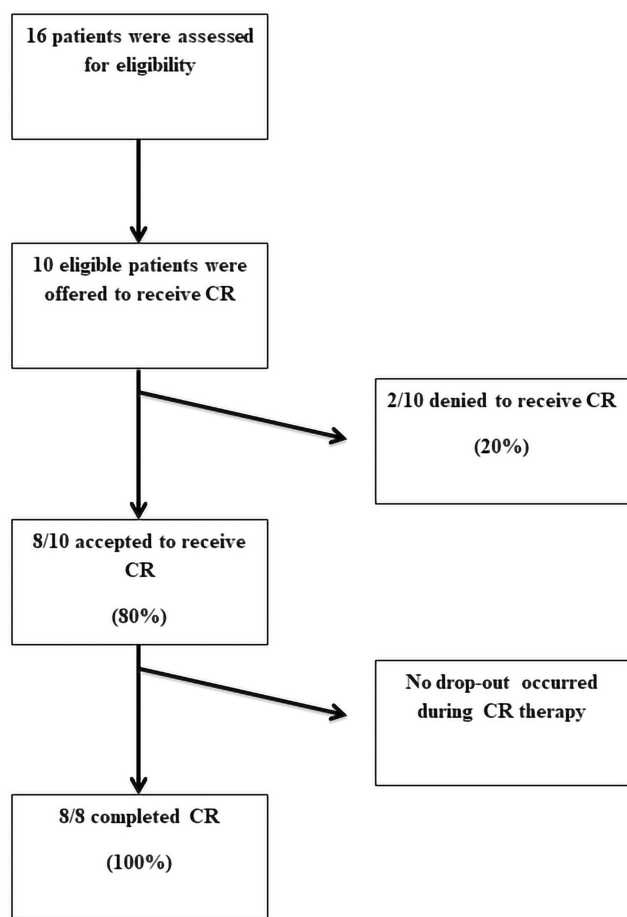 16 patients were assessed
for eligibility
10 eligible patients were
offered to receive CR
2/10 denied to receive CR
(20%)
8/10 accepted to receive
CR
(80%)
No drop-out occurred
during CR therapy
8/8 completed CR
(100%)